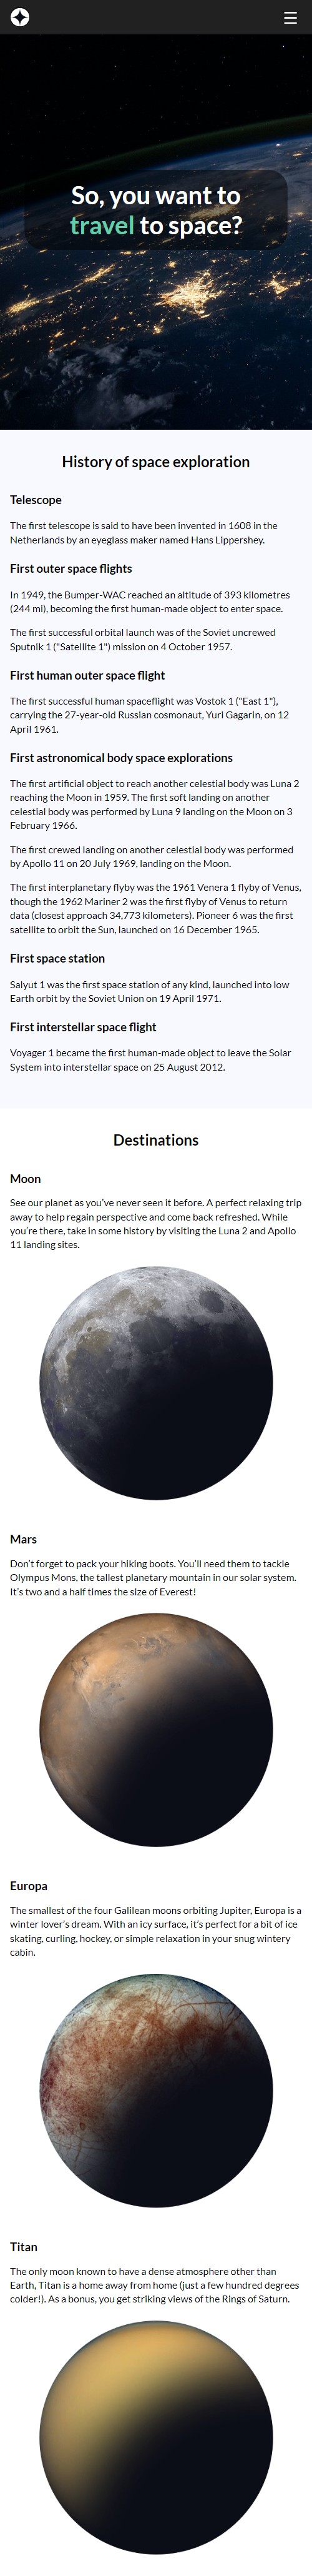 So, you want to
travel to space?
History of space exploration
Telescope
The first telescope is said to have been invented in 1608 in the
Netherlands by an eyeglass maker named Hans Lippershey.
First outer space flights
In 1949, the Bumper-WAC reached an altitude of 393 kilometres
(244 mi), becoming the first human-made object to enter space.
The first successful orbital launch was of the Soviet uncrewed
Sputnik 1 ("Satellite 1") mission on 4 October 1957.
First human outer space flight
The first successful human spaceflight was Vostok 1 ("East 1"),
carrying the 27-year-old Russian cosmonaut, Yuri Gagarin, on 12
April 1961.
First astronomical body space explorations
The first artificial object to reach another celestial body was Luna 2
reaching the Moon in 1959. The first soft landing on another
celestial body was performed by Luna 9 landing on the Moon on 3
February 1966.
The first crewed landing on another celestial body was performed
by Apollo 11 on 20 July 1969, landing on the Moon.
The first interplanetary flyby was the 1961 Venera 1 flyby of Venus,
though the 1962 Mariner 2 was the first flyby of Venus to return
data (closest approach 34,773 kilometers). Pioneer 6 was the first
satellite to orbit the Sun, launched on 16 December 1965.
First space station
Salyut 1 was the first space station of any kind, launched into low
Earth orbit by the Soviet Union on 19 April 1971.
First interstellar space flight
Voyager 1 became the first human-made object to leave the Solar
System into interstellar space on 25 August 2012.
Destinations
Moon
See our planet as you’ve never seen it before. A perfect relaxing trip
away to help regain perspective and come back refreshed. While
you’re there, take in some history by visiting the Luna 2 and Apollo
11 landing sites.
Mars
Don’t forget to pack your hiking boots. You’ll need them to tackle
Olympus Mons, the tallest planetary mountain in our solar system.
It’s two and a half times the size of Everest!
Europa
The smallest of the four Galilean moons orbiting Jupiter, Europa is a
winter lover’s dream. With an icy surface, it’s perfect for a bit of ice
skating, curling, hockey, or simple relaxation in your snug wintery
cabin.
Titan
The only moon known to have a dense atmosphere other than
Earth, Titan is a home away from home (just a few hundred degrees
colder!). As a bonus, you get striking views of the Rings of Saturn.